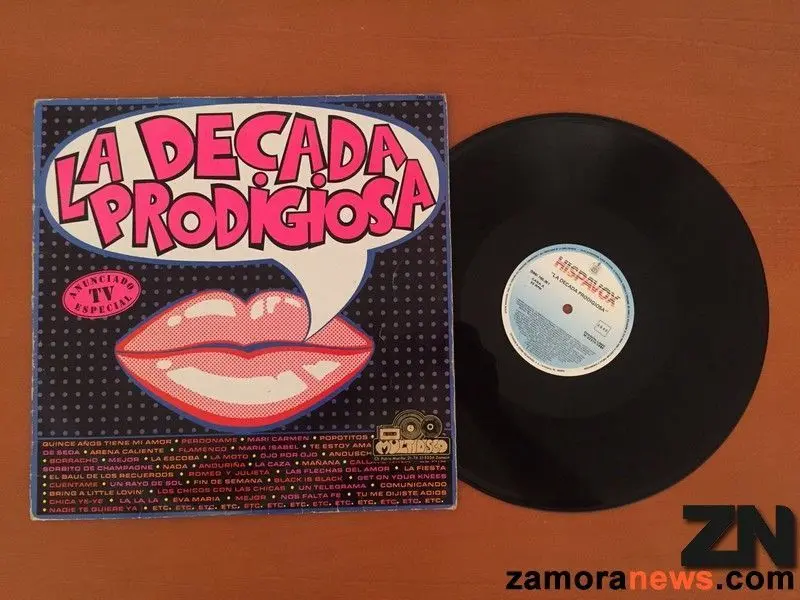 LA DECADA
PRODIGIOSA
ANUNCIADO
TV
ESPECIAL
QUINCE AÑOS TIENE MI AMOR • PERDONAME • MARI CARMEN • POPOTITOS
DE SEDA • ARENA CALIENTE • FLAMENCO • MARIA ISABEL • TE ESTOY AMA
BORRACHO • MEJOR • LA ESCOBA • LA MOTO • OJO POR OJO • ANOUSCH
SORBITO DE CHAMPAGNE • NADA • ANDURIÑA • LA CAZA • MAÑANA • CALL
EL BAUL DE LOS RECUERDOS • ROMEO Y JULIETA • LAS FLECHAS DEL AMOR • LA FIESTA
CUENTAME • UN RAYO DE SOL • FIN DE SEMANA • BLACK IS BLACK • GET ON YOUR KNEES
BRING A LITTLE LOVIN' • LOS CHICOS CON LAS CHICAS • UN TELEGRAMA • COMUNICANDO
CHICA YE-YE • LA LA LA • EVA MARIA • MEJOR • NOS FALTA FE • TU ME DIJISTE ADIOS
• NADIE TE QUIERE YA • ETC. ETC. ETC. ETC. ETC. ETC. ETC. ETC. ETC. ETC. ETC. ETC. ETC.
HISPAVOX
"LA DECADA PRODIGIOSA"
ZN
zamoranews.com